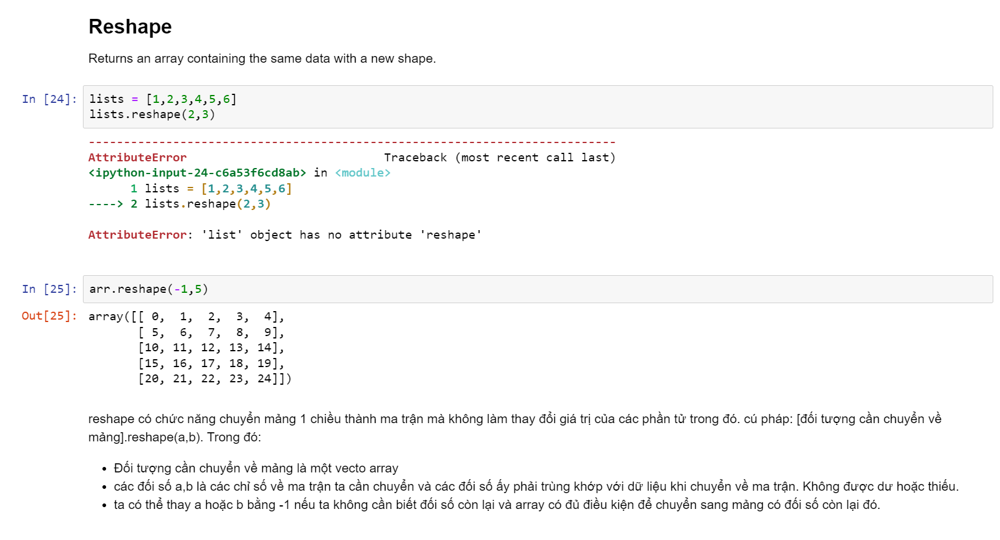 Reshape
Returns an array containing the same data with a new shape.
In [24]: lists = [1,2,3,4,5,6]
lists.reshape(2,3)
---------------------------------------------------------------------------
AttributeError                            Traceback (most recent call last)
<ipython-input-24-c6a53f6cd8ab> in <module>
      1 lists = [1,2,3,4,5,6]
----> 2 lists.reshape(2,3)
AttributeError: 'list' object has no attribute 'reshape'
In [25]: arr.reshape(-1,5)
Out[25]: array([[ 0,  1,  2,  3,  4],
       [ 5,  6,  7,  8,  9],
       [10, 11, 12, 13, 14],
       [15, 16, 17, 18, 19],
       [20, 21, 22, 23, 24]])
reshape có chức năng chuyển mảng 1 chiều thành ma trận mà không làm thay đổi giá trị của các phần tử trong đó. cú pháp: [đối tượng cần chuyển về
mảng].reshape(a,b). Trong đó:
• Đối tượng cần chuyển về mảng là một vecto array
• các đối số a,b là các chỉ số về ma trận ta cần chuyển và các đối số ấy phải trùng khớp với dữ liệu khi chuyển về ma trận. Không được dư hoặc thiếu.
• ta có thể thay a hoặc b bằng -1 nếu ta không cần biết đối số còn lại và array có đủ điều kiện để chuyển sang mảng có đối số còn lại đó.